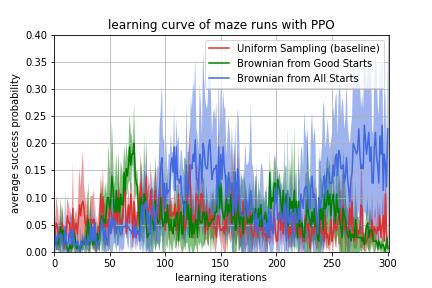 learning curve of maze runs with PPO
Uniform Sampling (baseline)
Brownian from Good Starts
Brownian from All Starts
average success probability
0.40
0.35
0.30
0.25
0.20
0.15
0.10
0.05
0.00
0 50 100 150 200 250 300
learning iterations